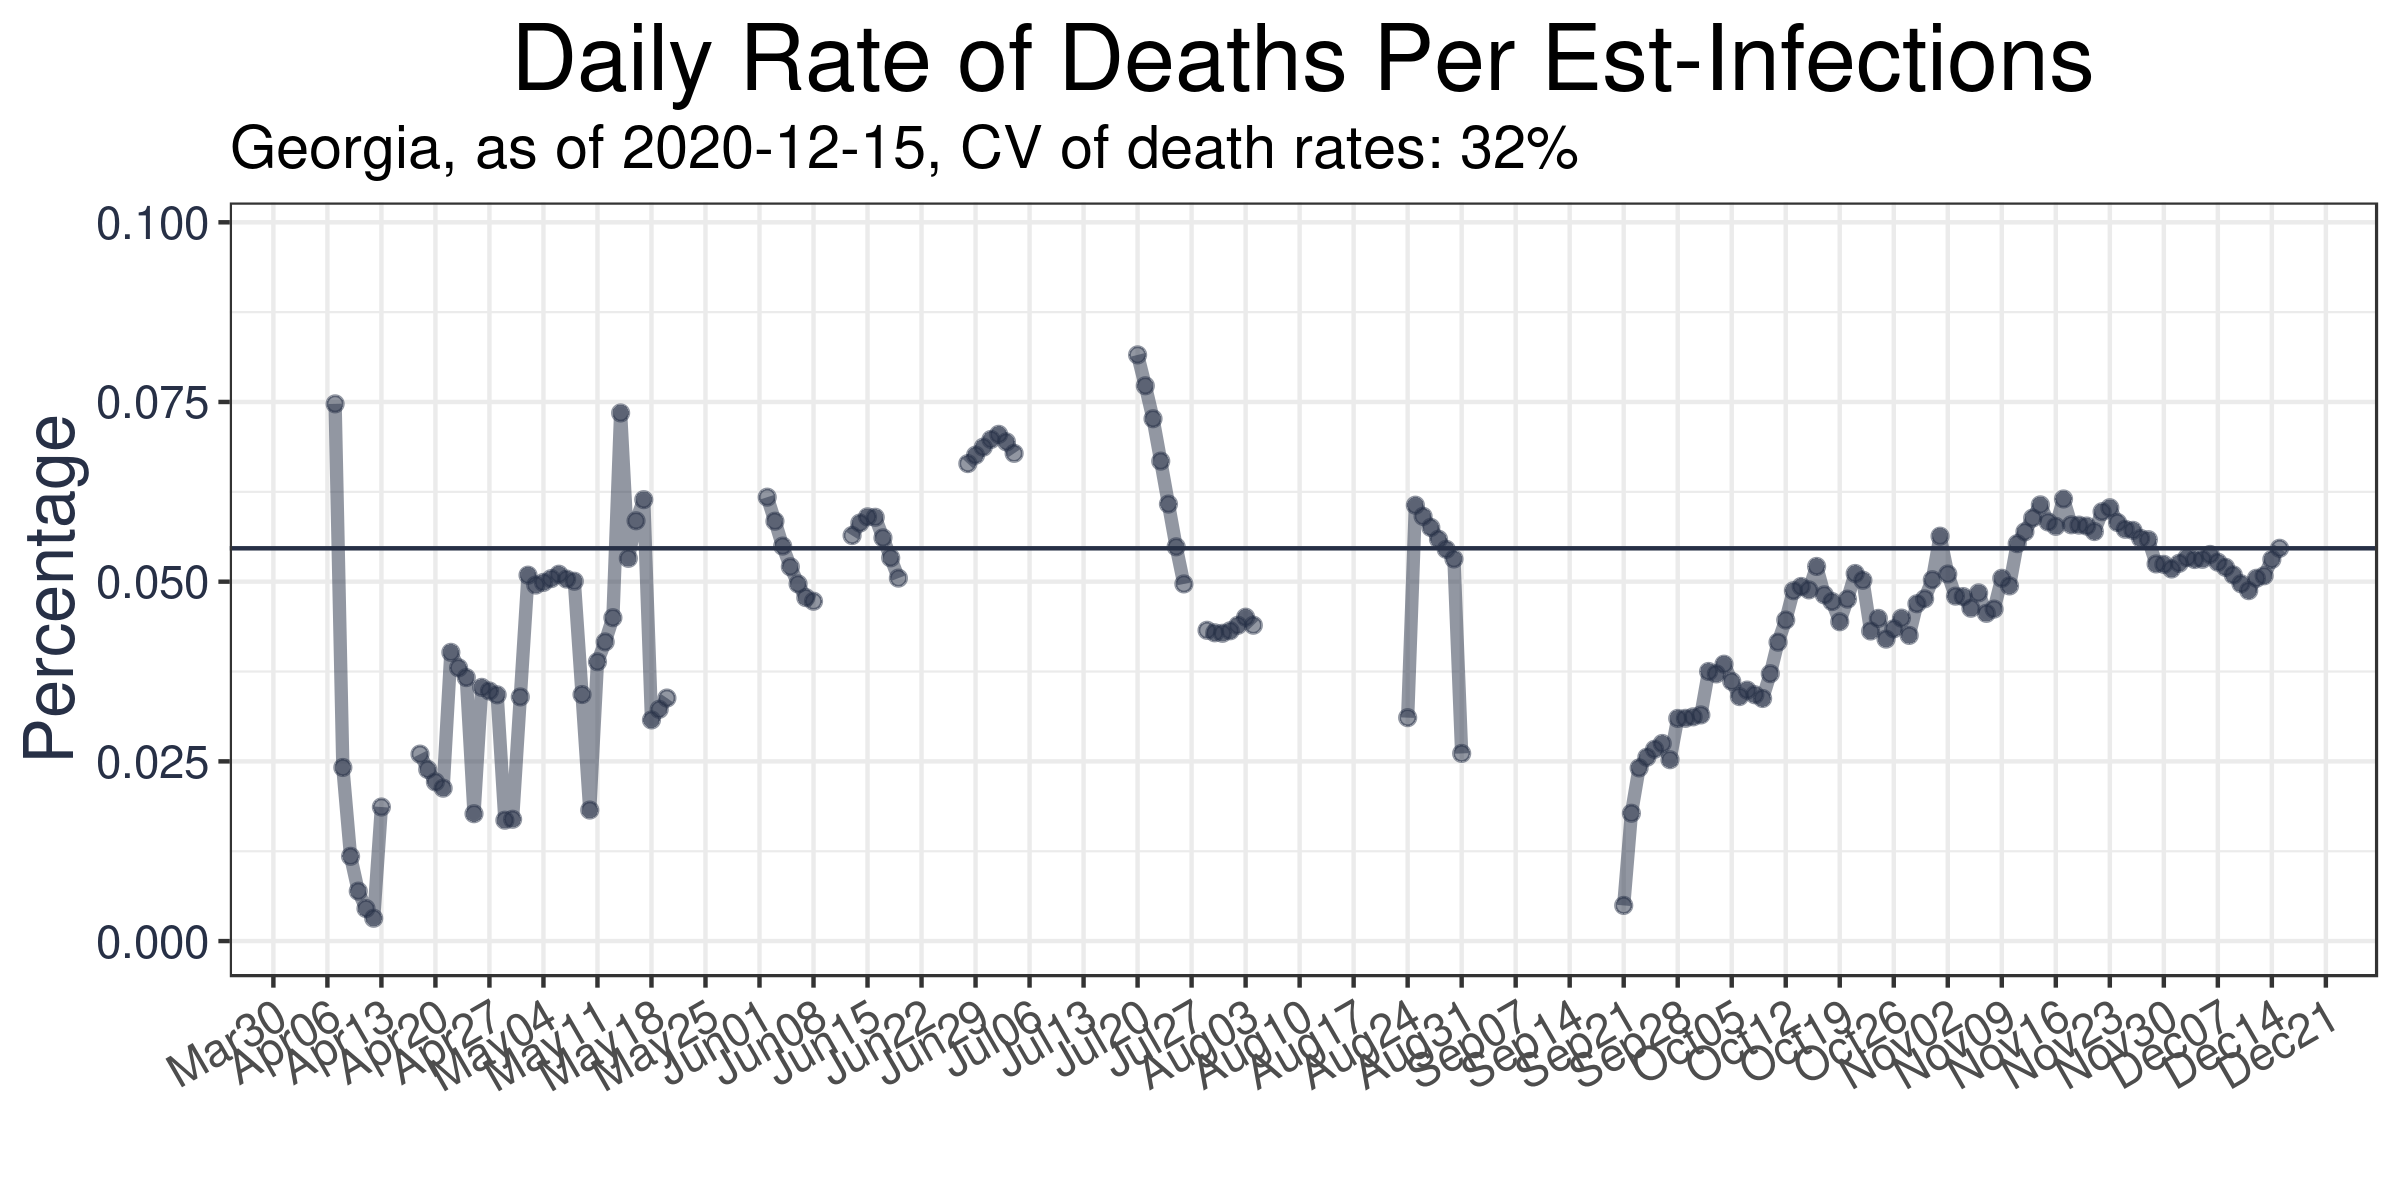 Daily Rate of Deaths Per Est-Infections
Georgia, as of 2020-12-15, CV of death rates: 32%
Percentage
0.100
0.075
0.050
0.025
0.000
Mar30
Apr06
Apr13
Apr20
Apr27
May04
May11
May18
May25
Jun01
Jun08
Jun15
Jun22
Jun29
Jul06
Jul13
Jul20
Jul27
Aug03
Aug10
Aug17
Aug24
Aug31
Sep07
Sep14
Sep21
Sep28
Oct05
Oct12
Oct19
Oct26
Nov02
Nov09
Nov16
Nov23
Nov30
Dec07
Dec14
Dec21